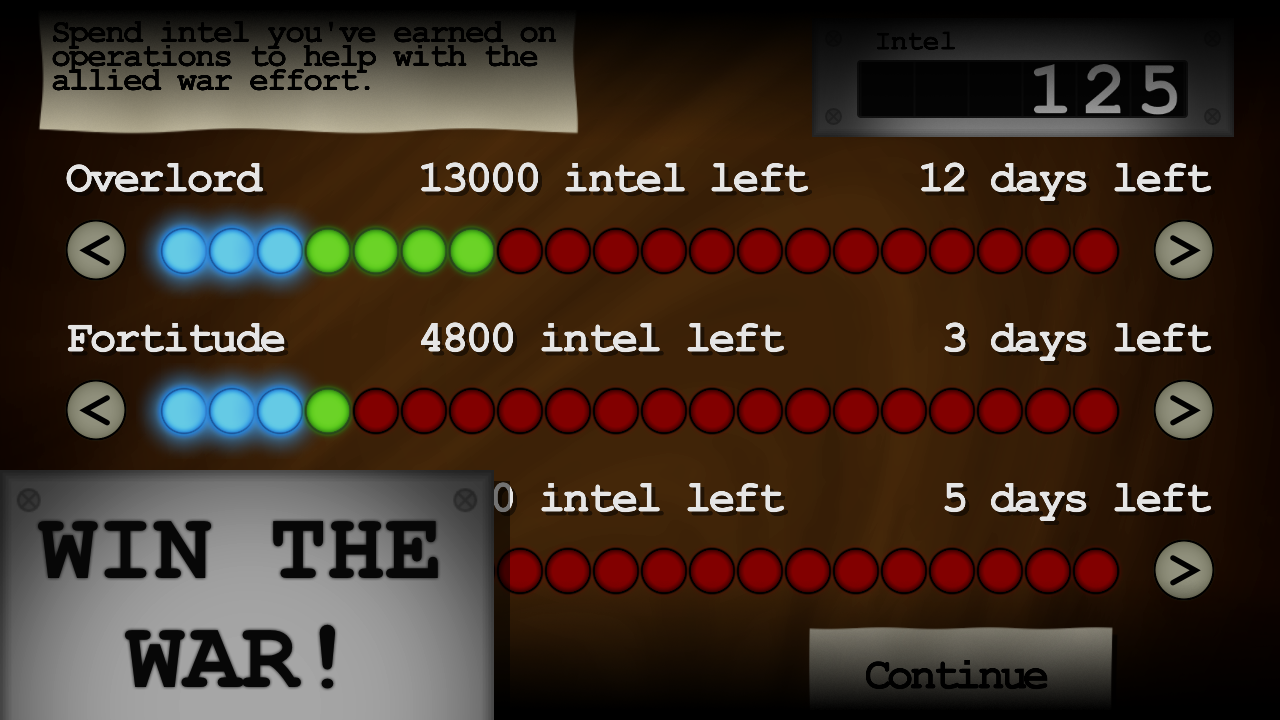 Spend intel you've earned on
operations to help with the
allied war effort.
Intel
125
Overlord 13000 intel left 12 days left
< >
Fortitude 4800 intel left 3 days left
< >
0 intel left 5 days left
>
WIN THE
WAR!
Continue